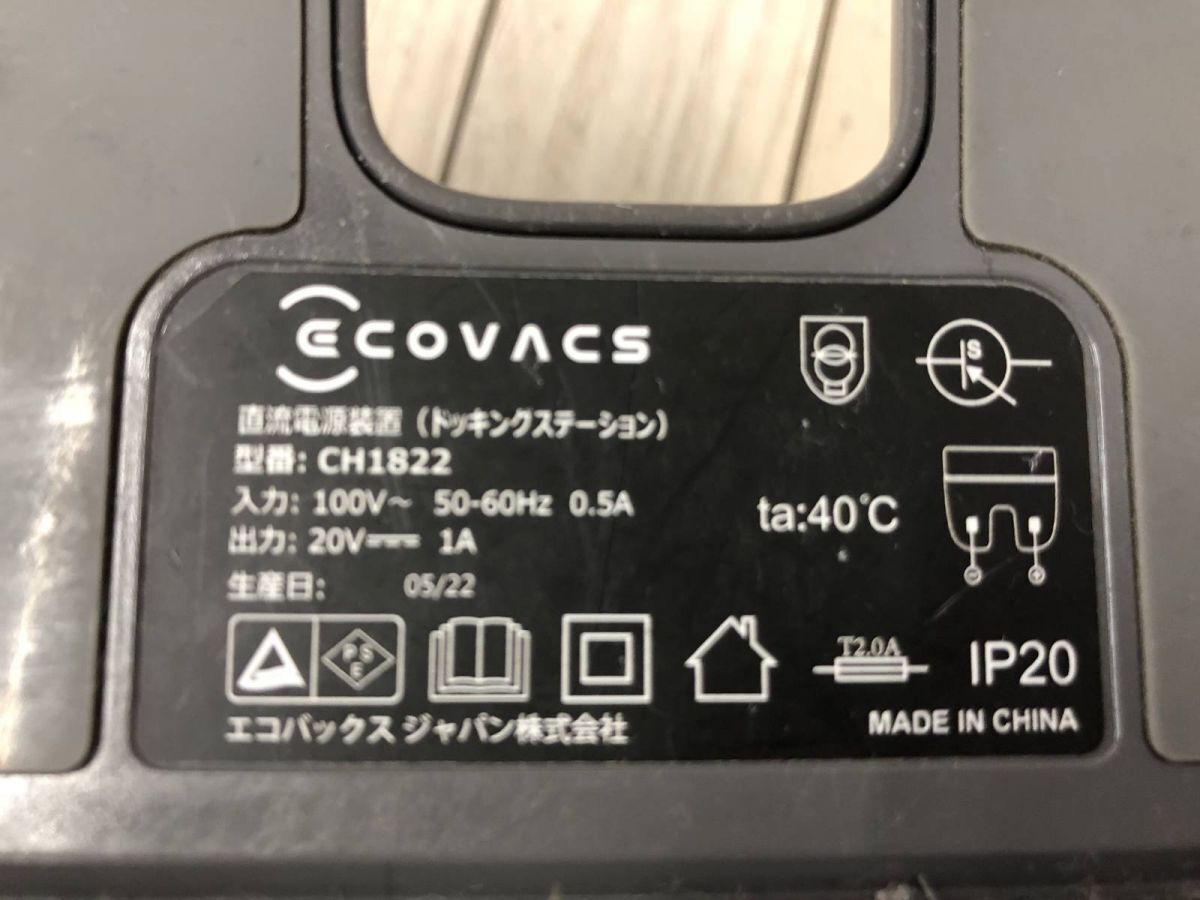 ECOVACS
直流電源装置（ドッキングステーション）
型番: CH1822
入力: 100V～ 50-60Hz 0.5A
出力: 20V⎓ 1A
生産日: 05/22
S
ta:40℃
PSE
T2.0A
IP20
エコバックス ジャパン株式会社
MADE IN CHINA